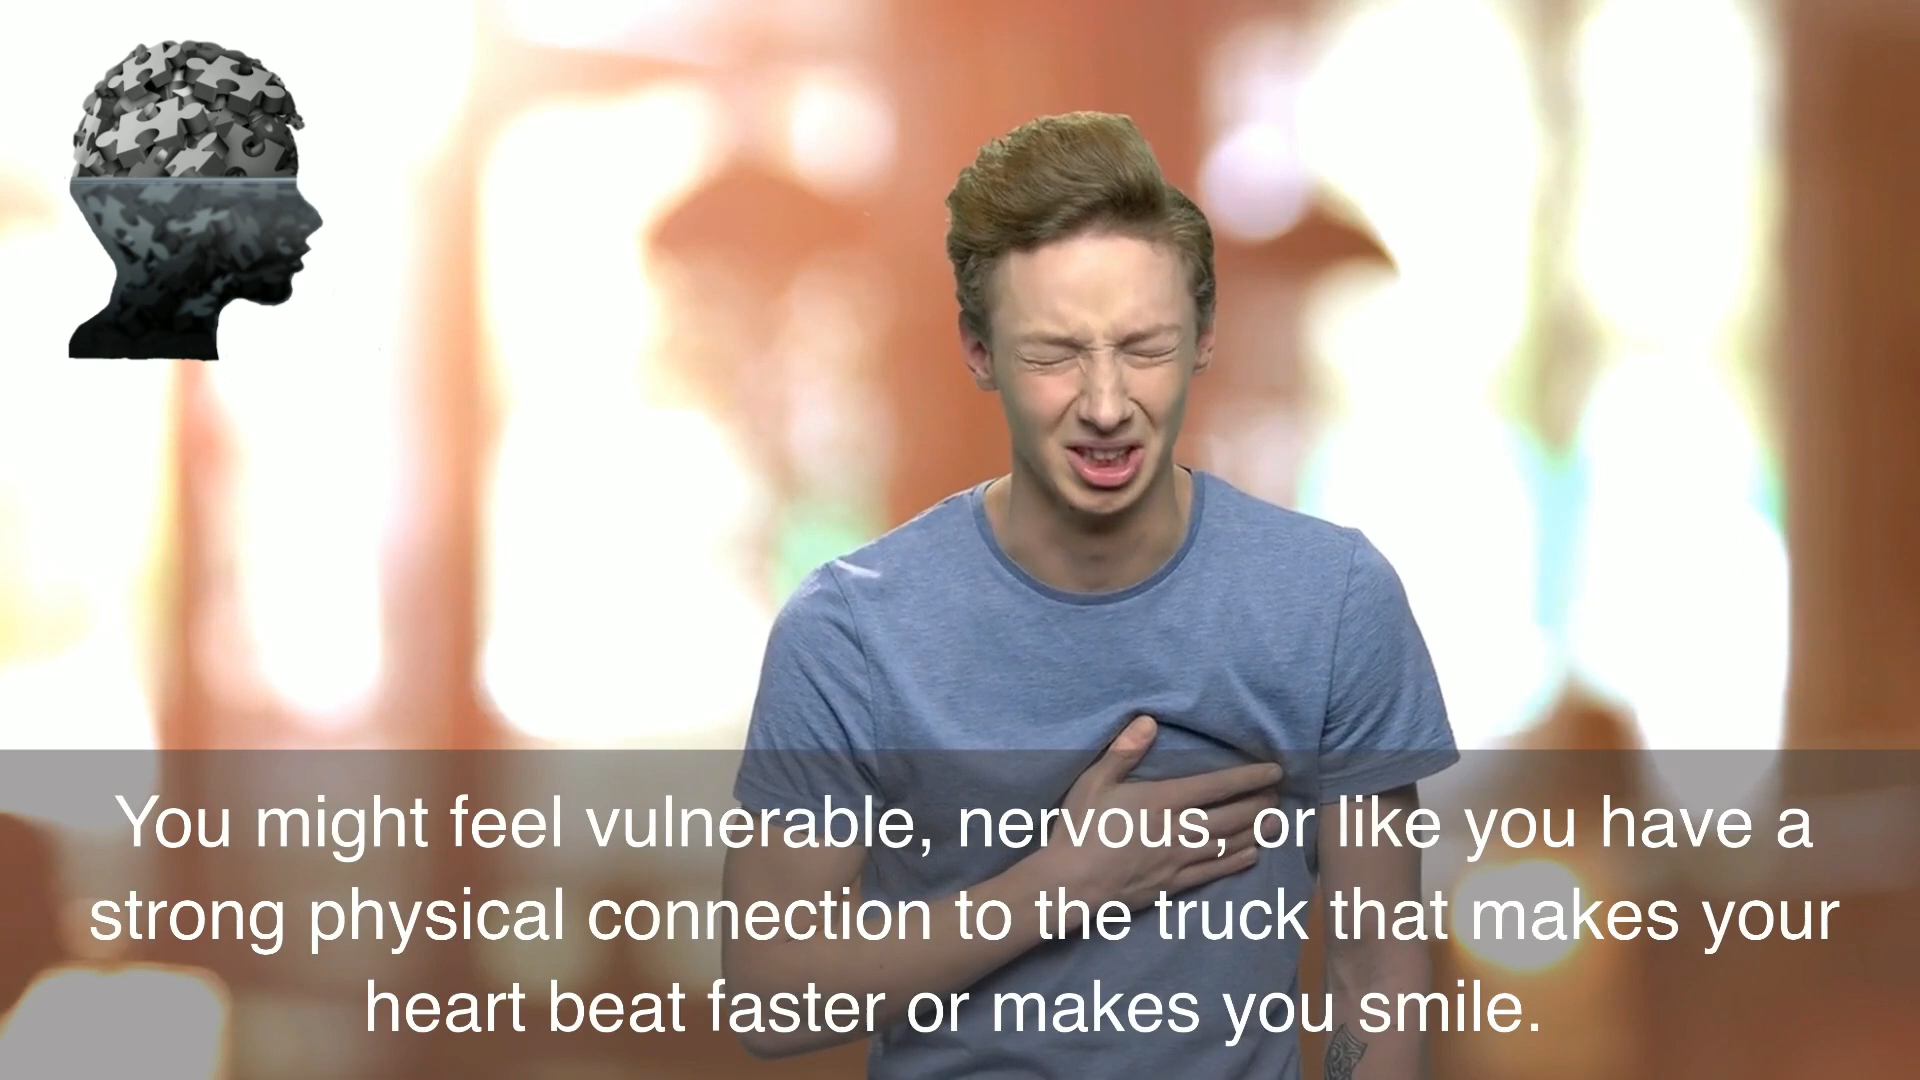 You might feel vulnerable, nervous, or like you have a
strong physical connection to the truck that makes your
heart beat faster or makes you smile.